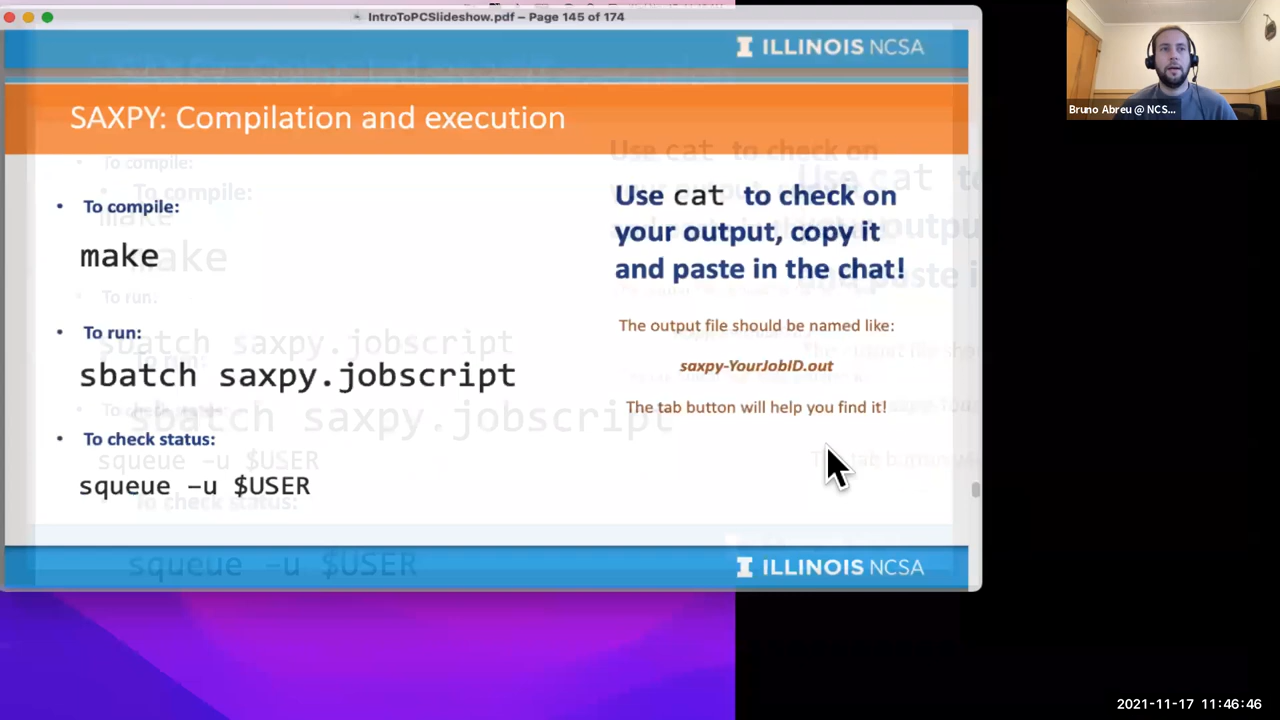 IntroToPCSlideshow.pdf – Page 145 of 174
ILLINOIS NCSA
SAXPY: Compilation and execution
• To compile:
make
• To run:
sbatch saxpy.jobscript
• To check status:
squeue –u $USER
Use cat to check on
your output, copy it
and paste in the chat!
The output file should be named like:
saxpy-YourJobID.out
The tab button will help you find it!
ILLINOIS NCSA
Bruno Abreu @ NCS...
2021-11-17 11:46:46